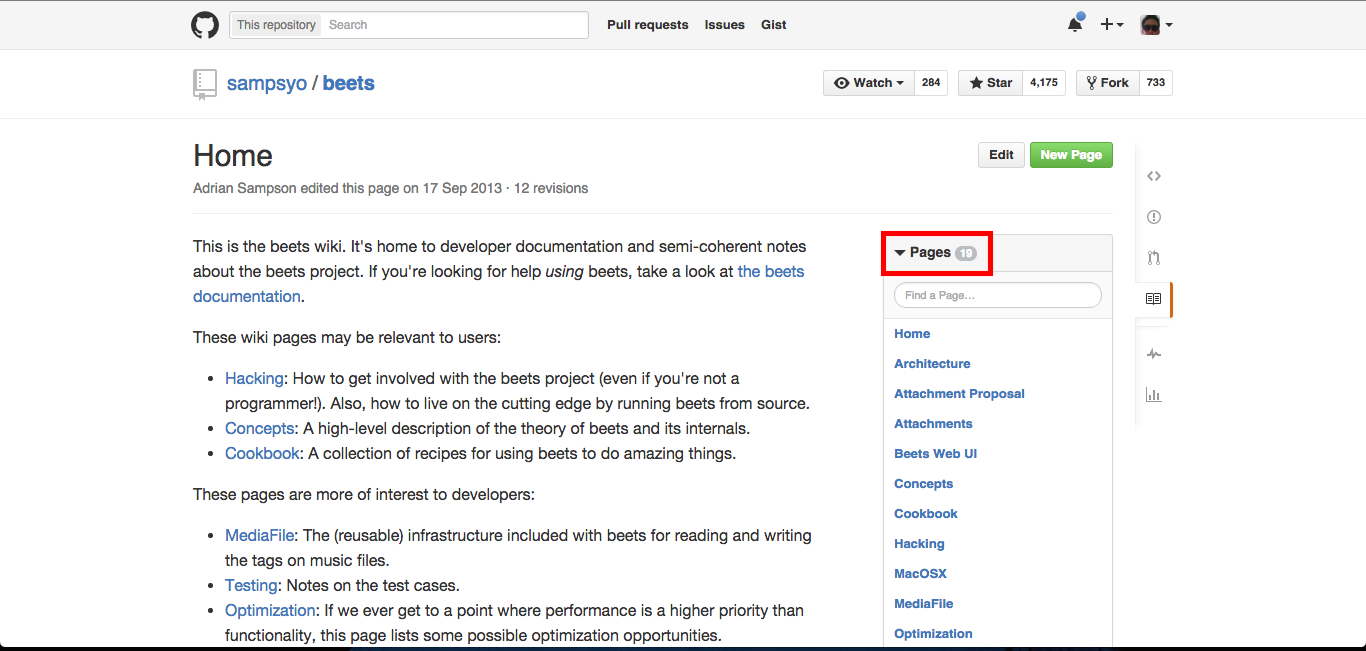 This repository Search Pull requests Issues Gist
sampsyo / beets
Watch 284 Star 4,175 Fork 733
Home
Edit New Page
Adrian Sampson edited this page on 17 Sep 2013 · 12 revisions
This is the beets wiki. It's home to developer documentation and semi-coherent notes
about the beets project. If you're looking for help using beets, take a look at the beets
documentation.
These wiki pages may be relevant to users:
• Hacking: How to get involved with the beets project (even if you're not a
programmer!). Also, how to live on the cutting edge by running beets from source.
• Concepts: A high-level description of the theory of beets and its internals.
• Cookbook: A collection of recipes for using beets to do amazing things.
These pages are more of interest to developers:
• MediaFile: The (reusable) infrastructure included with beets for reading and writing
the tags on music files.
• Testing: Notes on the test cases.
• Optimization: If we ever get to a point where performance is a higher priority than
functionality, this page lists some possible optimization opportunities.
Pages 19
Find a Page...
Home
Architecture
Attachment Proposal
Attachments
Beets Web UI
Concepts
Cookbook
Hacking
MacOSX
MediaFile
Optimization